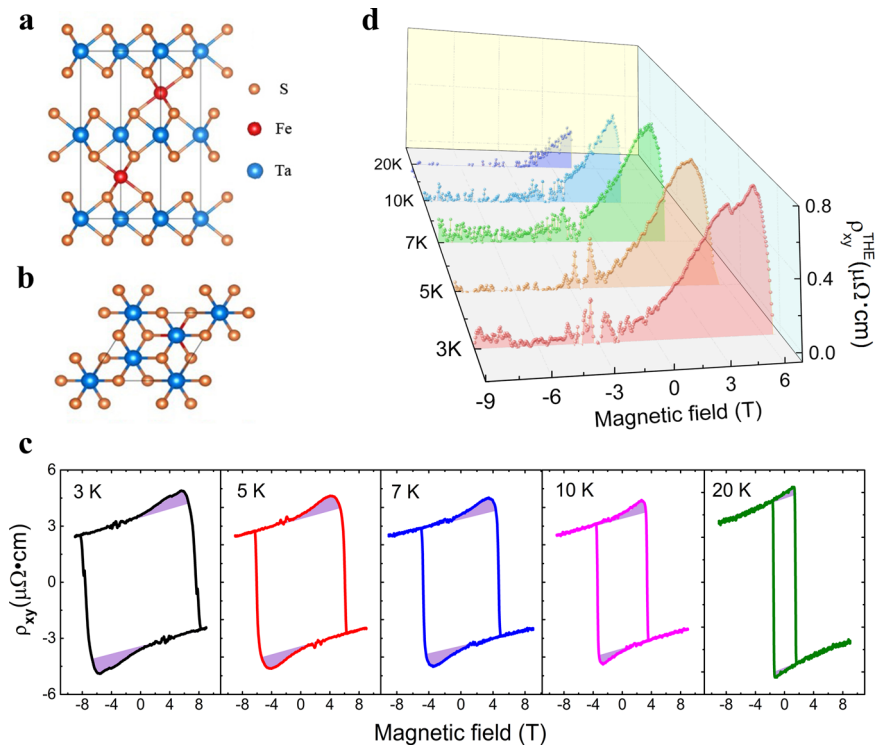 a
S
Fe
Ta
b
d
20K
10K
7K
5K
3K
-9
-6
-3
0
3
6
Magnetic field (T)
0.8
0.4
0.0
ρxyTHE (μΩ·cm)
c
6
3
0
-3
-6
ρxy(μΩ•cm)
3 K
5 K
7 K
10 K
20 K
-8 -4 0 4 8 -8 -4 0 4 8 -8 -4 0 4 8 -8 -4 0 4 8 -8 -4 0 4 8
Magnetic field (T)